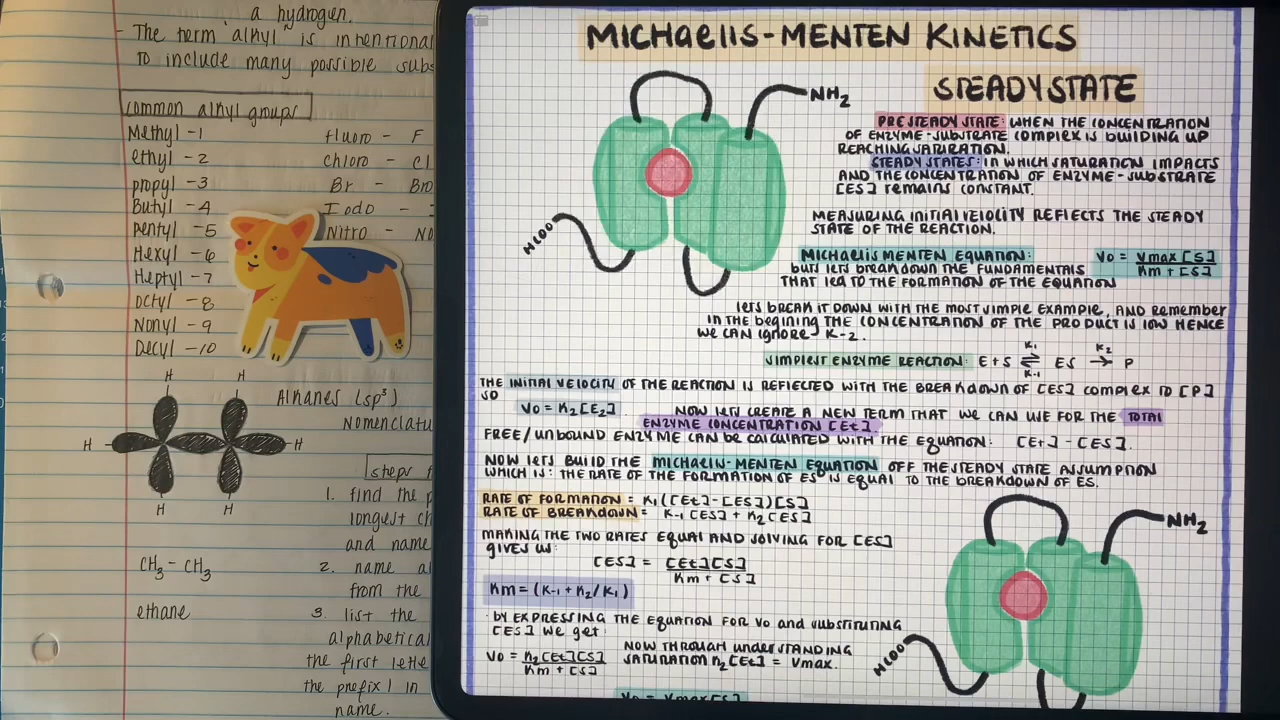 a hydrogen.
- The term "alkyl" is intentional
to include many possible subs
common alkyl groups
Methyl -1
ethyl -2
propyl -3
Butyl -4
Pentyl -5
Hexyl -6
Heptyl -7
Octyl -8
Nonyl -9
Decyl -10
Fluoro - F
Chloro - Cl
Br - Bro
Iodo -
Nitro - NO
H H
H H
H H
Alkanes (sp³)
Nomenclatu
steps f
1. find the p
longest ch
and name
2. name al
from the
3. list the
alphabetical
the first lette
the prefix) in
name.
CH₃ - CH₃
ethane
MICHAELIS-MENTEN KINETICS
STEADY STATE
NH₂
HOOC
PRE STEADY STATE: WHEN THE CONCENTRATION
OF ENZYME-SUBSTRATE COMPLEX IS BUILDING UP
REACHING SATIRATION.
STEADY STATES: IN WHICH SATURATION IMPACTS
AND THE CONCENTRATION OF ENZYME-SUBSTRATE
[ES] REMAINS CONSTANT.
MEASURING INITIAL VELOCITY REFLECTS THE STEADY
STATE OF THE REACTION.
MICHAELIS MENTEN EQUATION:
BUT LETS BREAKDOWN THE FUNDAMENTALS
THAT LED TO THE FORMATION OF THE EQUATION
V₀ = Vmax [S]
Km + [S]
LETS BREAK IT DOWN WITH THE MOST SIMPLE EXAMPLE, AND REMEMBER
IN THE BEGINING THE CONCENTRATION OF THE PRODUCT IS LOW HENCE
WE CAN IGNORE K-2.
SIMPLEST ENZYME REACTION: E+S ⇌ ES → P
K₁ K₂
K-1
THE INITIAL VELOCITY OF THE REACTION IS REFLECTED WITH THE BREAKDOWN OF [ES] COMPLEX TO [P]
SO
V₀ = K₂[E₂]
NOW LETS CREATE A NEW TERM THAT WE CAN USE FOR THE TOTAL
ENZYME CONCENTRATION [Et].
FREE/UNBOUND ENZYME CAN BE CALCULATED WITH THE EQUATION: [Et] - [ES].
NOW LETS BUILD THE MICHAELIS-MENTEN EQUATION OFF THE STEADY STATE ASSUMPTION
WHICH IS: THE RATE OF THE FORMATION OF ES IS EQUAL TO THE BREAKDOWN OF ES.
RATE OF FORMATION = K₁([Et]-[ES])[S]
RATE OF BREAKDOWN = K-1[ES] + K₂[ES]
MAKING THE TWO RATES EQUAL AND SOLVING FOR [ES]
GIVES US:
[ES] = [Et][S]
Km + [S]
Km = (K-1 + K₂/K₁)
· BY EXPRESSING THE EQUATION FOR V₀ AND SUBSTITUTING
[ES] WE GET:
V₀ = K₂[Et][S]
Km + [S]
NOW THROUGH UNDERSTANDING
SATURATION K₂[Et] = Vmax.
V₀ = Vmax[S]
NH₂
HOOC